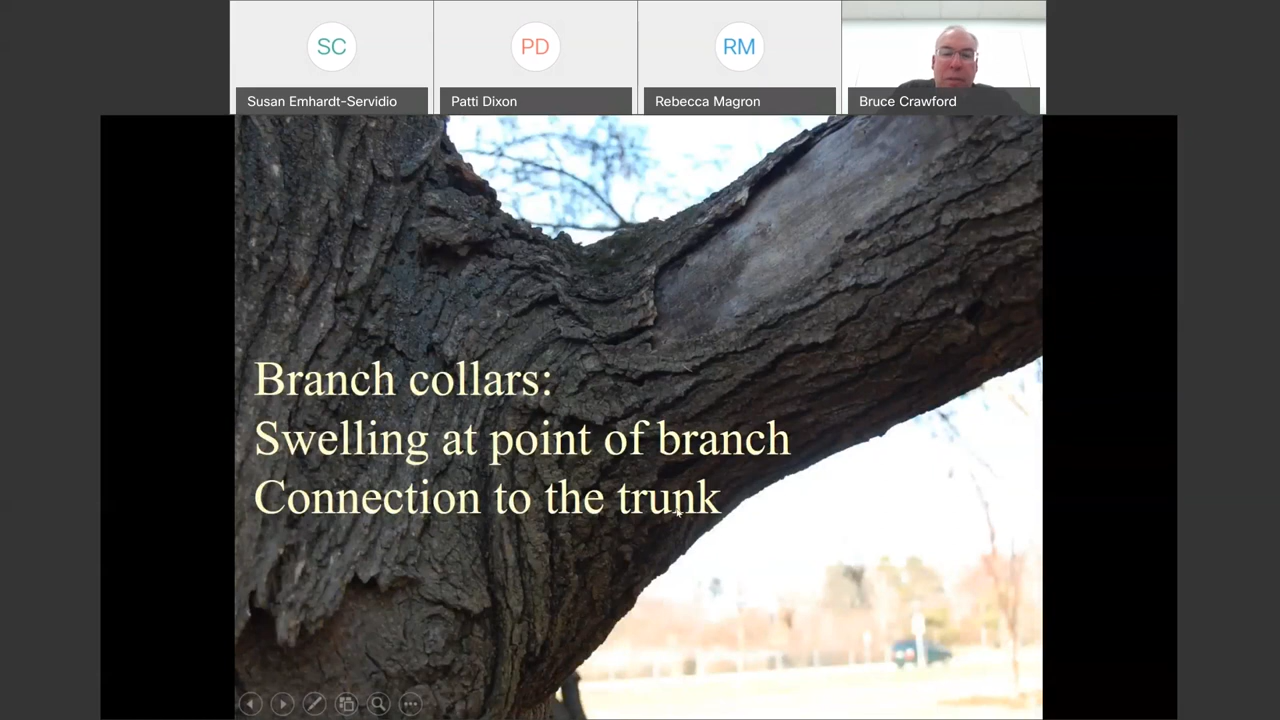 SC
PD
RM
Susan Emhardt-Servidio
Patti Dixon
Rebecca Magron
Bruce Crawford
Branch collars:
Swelling at point of branch
Connection to the trunk